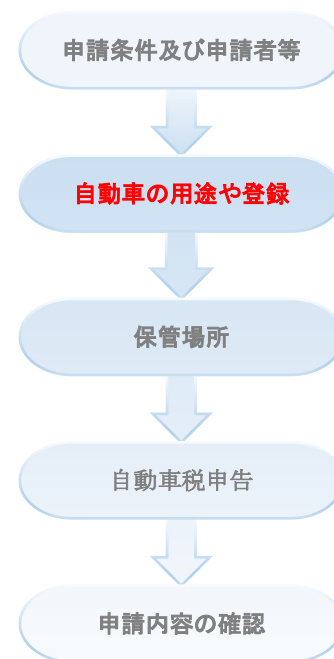 申請条件及び申請者等
自動車の用途や登録
保管場所
自動車税申告
申請内容の確認